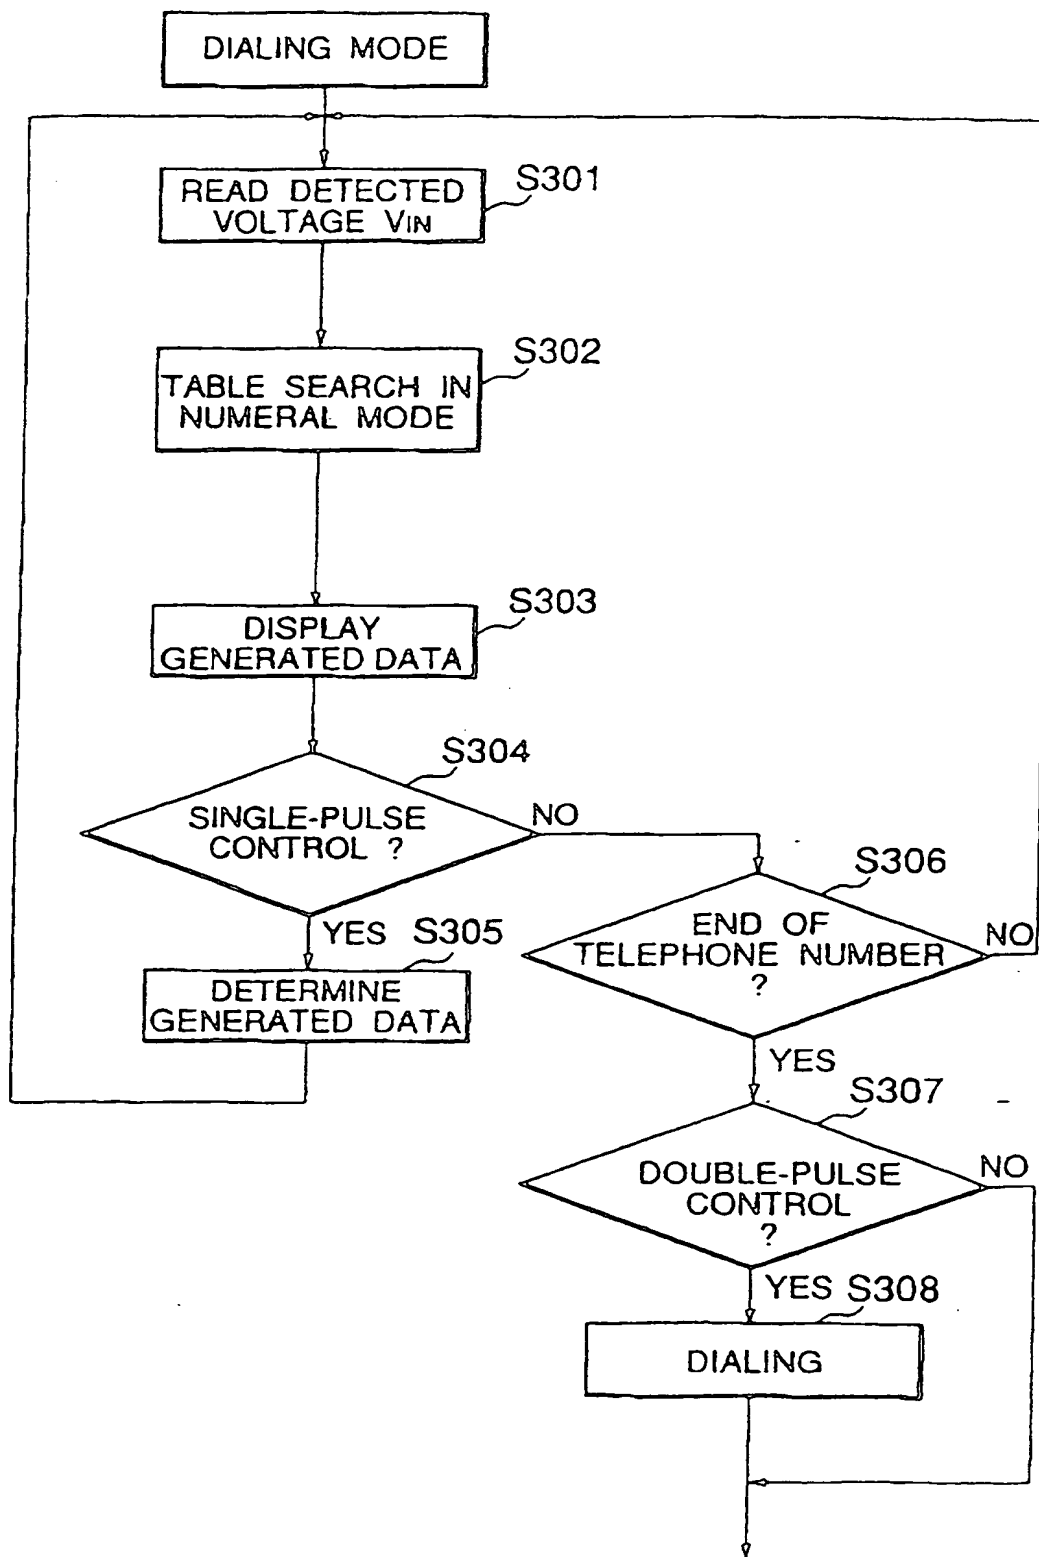 DIALING MODE
S301
READ DETECTED
VOLTAGE VIN
S302
TABLE SEARCH IN
NUMERAL MODE
S303
DISPLAY
GENERATED DATA
S304
SINGLE-PULSE
CONTROL ?
NO
S306
END OF
TELEPHONE NUMBER
?
NO
YES
S305
DETERMINE
GENERATED DATA
YES
S307
DOUBLE-PULSE
CONTROL
?
NO
YES
S308
DIALING